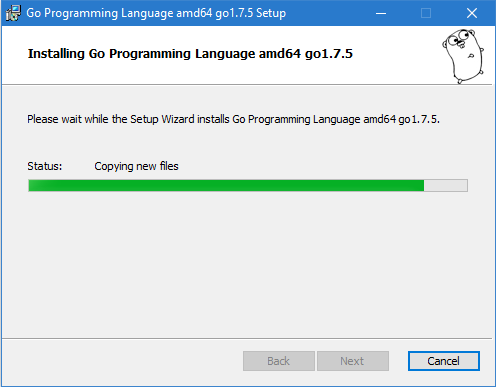 Go Programming Language amd64 go1.7.5 Setup
Installing Go Programming Language amd64 go1.7.5
Please wait while the Setup Wizard installs Go Programming Language amd64 go1.7.5.
Status: Copying new files
Back Next Cancel